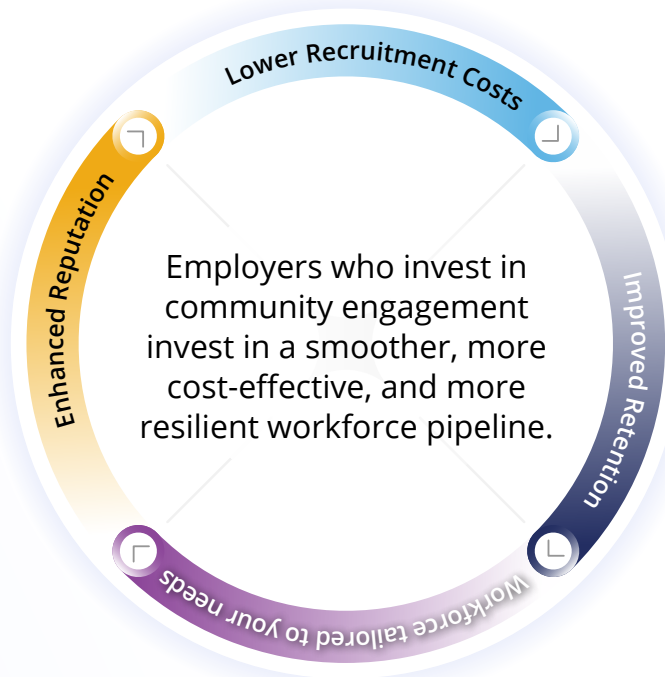 Lower Recruitment Costs
Improved Retention
Workforce tailored to your needs
Enhanced Reputation
Employers who invest in
community engagement
invest in a smoother, more
cost-effective, and more
resilient workforce pipeline.